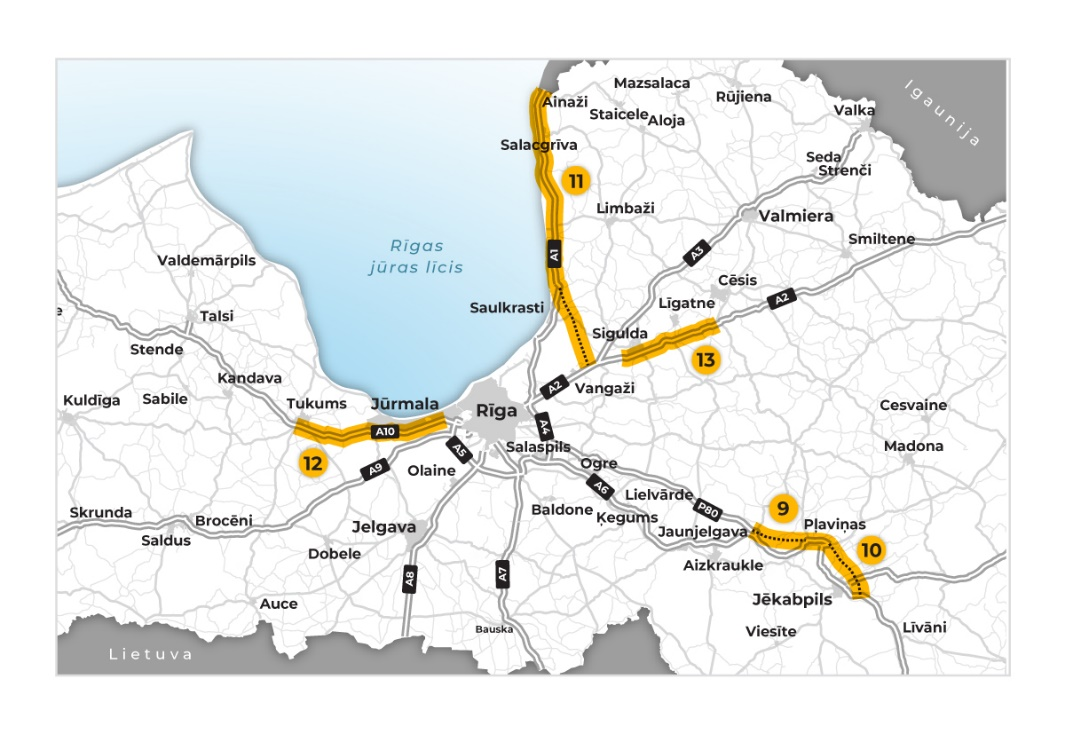 Mazsalaca
Rūjiena
Igaunija
Ainaži
Staicele
Aloja
Valka
Salacgrīva
Seda
Strenči
11
Limbaži
Valmiera
Rīgas
jūras līcis
A1
A3
Smiltene
Valdemārpils
Cēsis
A2
Līgatne
Saulkrasti
Talsi
Sigulda
Stende
13
Kandava
A2
Vangaži
Kuldīga
Sabile
Tukums
Jūrmala
Rīga
Cesvaine
A10
A4
Madona
12
A9
A5
Salaspils
Olaine
Ogre
A6
Lielvārde
P80
9
Skrunda
Brocēni
Baldone
Ķegums
Jaunjelgava
Pļaviņas
Saldus
Jelgava
10
Dobele
Aizkraukle
A8
A7
Auce
Jēkabpils
Bauska
Viesīte
Līvāni
Lietuva